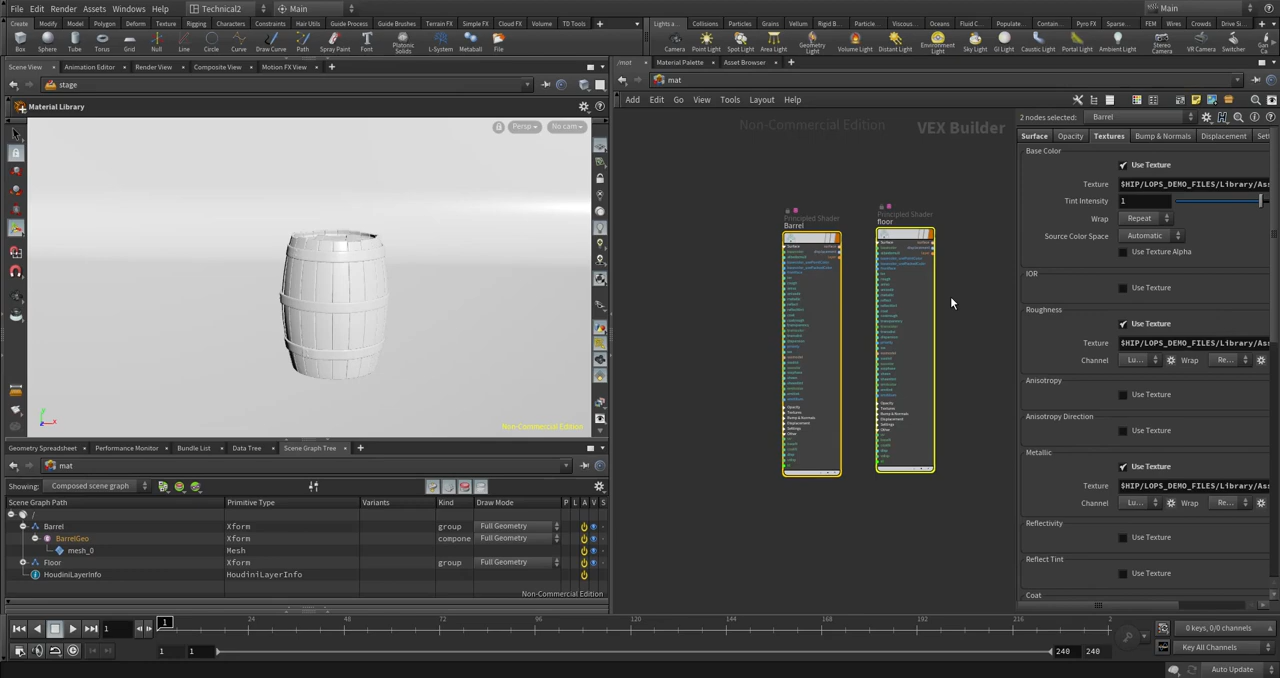 File Edit Render Assets Windows Help Technical2 Main Main
Create Modify Model Polygon Deform Texture Rigging Characters Constraints Hair Utils Guide Process Guide Brushes Terrain FX Simple FX Cloud FX Volume TD Tools
Lights a... Collisions Particles Grains Vellum Rigid B... Particle... Viscous... Oceans Fluid C... Populate... Contain... Pyro FX Sparse... FEM Wires Crowds Drive Si...
Box Sphere Tube Torus Grid Null Line Circle Curve Draw Curve Path Spray Paint Font Platonic Solids L-System Metaball File
Camera Point Light Spot Light Area Light Geometry Light Volume Light Distant Light Environment Light Sky Light GI Light Caustic Light Portal Light Ambient Light Stereo Camera VR Camera Switcher
Scene View Animation Editor Render View Composite View Motion FX View
/mat Material Palette Asset Browser
stage
mat
Material Library
Add Edit Go View Tools Layout Help
Persp No cam
Non-Commercial Edition
VEX Builder
2 nodes selected: Barrel
Surface Opacity Textures Bump & Normals Displacement
Base Color
Use Texture
Texture $HIP/LOPS_DEMO_FILES/Library/Ass
Tint Intensity 1
Wrap Repeat
Source Color Space Automatic
Use Texture Alpha
IOR
Use Texture
Roughness
Use Texture
Texture $HIP/LOPS_DEMO_FILES/Library/Ass
Channel Lu... Wrap Re...
Anisotropy
Use Texture
Anisotropy Direction
Use Texture
Metallic
Use Texture
Texture $HIP/LOPS_DEMO_FILES/Library/Ass
Channel Lu... Wrap Re...
Reflectivity
Use Texture
Reflect Tint
Use Texture
Coat
Principled Shader
Barrel
Principled Shader
floor
Non-Commercial Edition
Geometry Spreadsheet Performance Monitor Bundle List Data Tree Scene Graph Tree
mat
Showing: Composed scene graph
Scene Graph Path Primitive Type Variants Kind Draw Mode P L A V S
/
Barrel Xform group Full Geometry
BarrelGeo Xform compone Full Geometry
mesh_0 Mesh
Floor Xform group Full Geometry
HoudiniLayerInfo HoudiniLayerInfo
Non-Commercial Edition
1 1 24 48 72 96 120 144 168 192 216 2
0 keys, 0/0 channels
1 1 240 240
Key All Channels
Auto Update